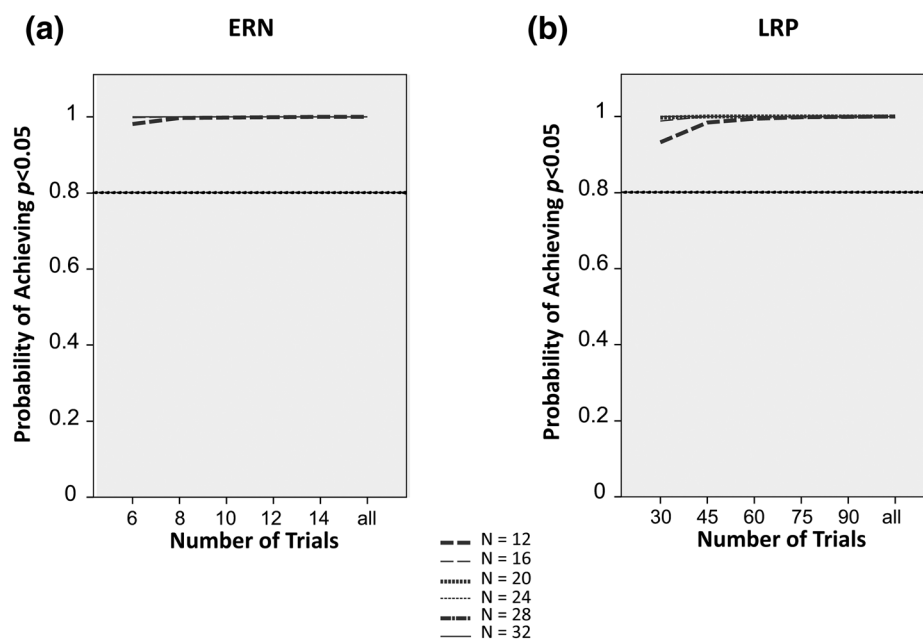 (a) ERN
Probability of Achieving p<0.05
1
0.8
0.6
0.4
0.2
0
6 8 10 12 14 all
Number of Trials
(b) LRP
Probability of Achieving p<0.05
1
0.8
0.6
0.4
0.2
0
30 45 60 75 90 all
Number of Trials
N = 12
N = 16
N = 20
N = 24
N = 28
N = 32